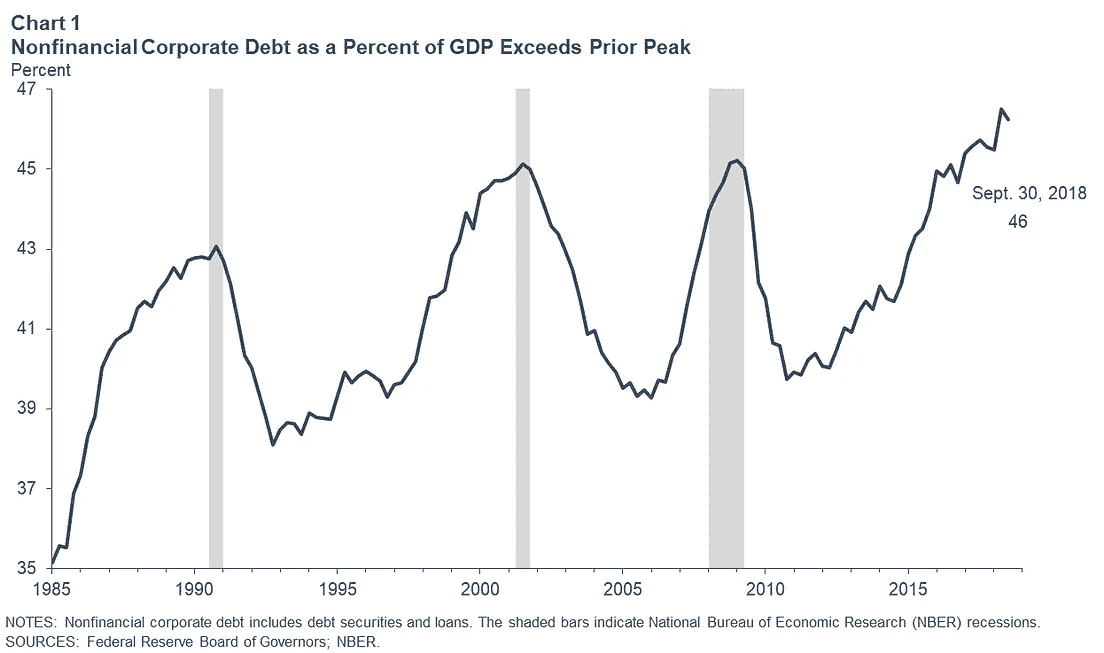 Chart 1
Nonfinancial Corporate Debt as a Percent of GDP Exceeds Prior Peak
Percent
47
45
43
41
39
37
35
Sept. 30, 2018
46
1985 1990 1995 2000 2005 2010 2015
NOTES: Nonfinancial corporate debt includes debt securities and loans. The shaded bars indicate National Bureau of Economic Research (NBER) recessions.
SOURCES: Federal Reserve Board of Governors; NBER.